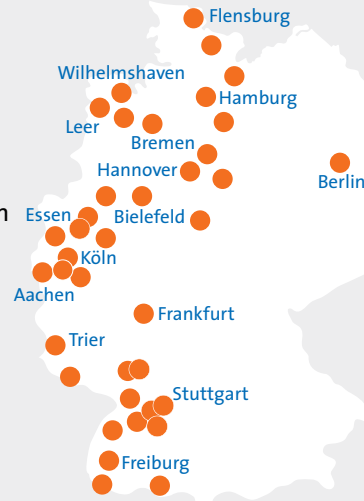 Flensburg
Wilhelmshaven
Hamburg
Leer
Bremen
Hannover
Berlin
Essen
Bielefeld
Köln
Aachen
Frankfurt
Trier
Stuttgart
Freiburg